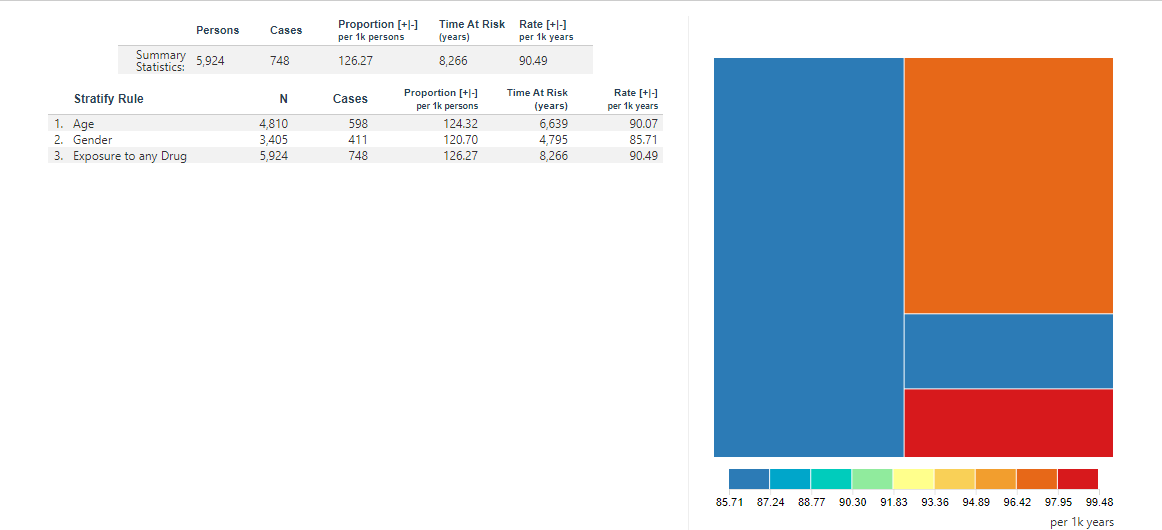 Persons Cases Proportion [+|-] Time At Risk Rate [+|-]
per 1k persons (years) per 1k years
Summary Statistics: 5,924 748 126.27 8,266 90.49
Stratify Rule N Cases Proportion [+|-] Time At Risk Rate [+|-]
per 1k persons (years) per 1k years
1. Age 4,810 598 124.32 6,639 90.07
2. Gender 3,405 411 120.70 4,795 85.71
3. Exposure to any Drug 5,924 748 126.27 8,266 90.49
85.71 87.24 88.77 90.30 91.83 93.36 94.89 96.42 97.95 99.48
per 1k years